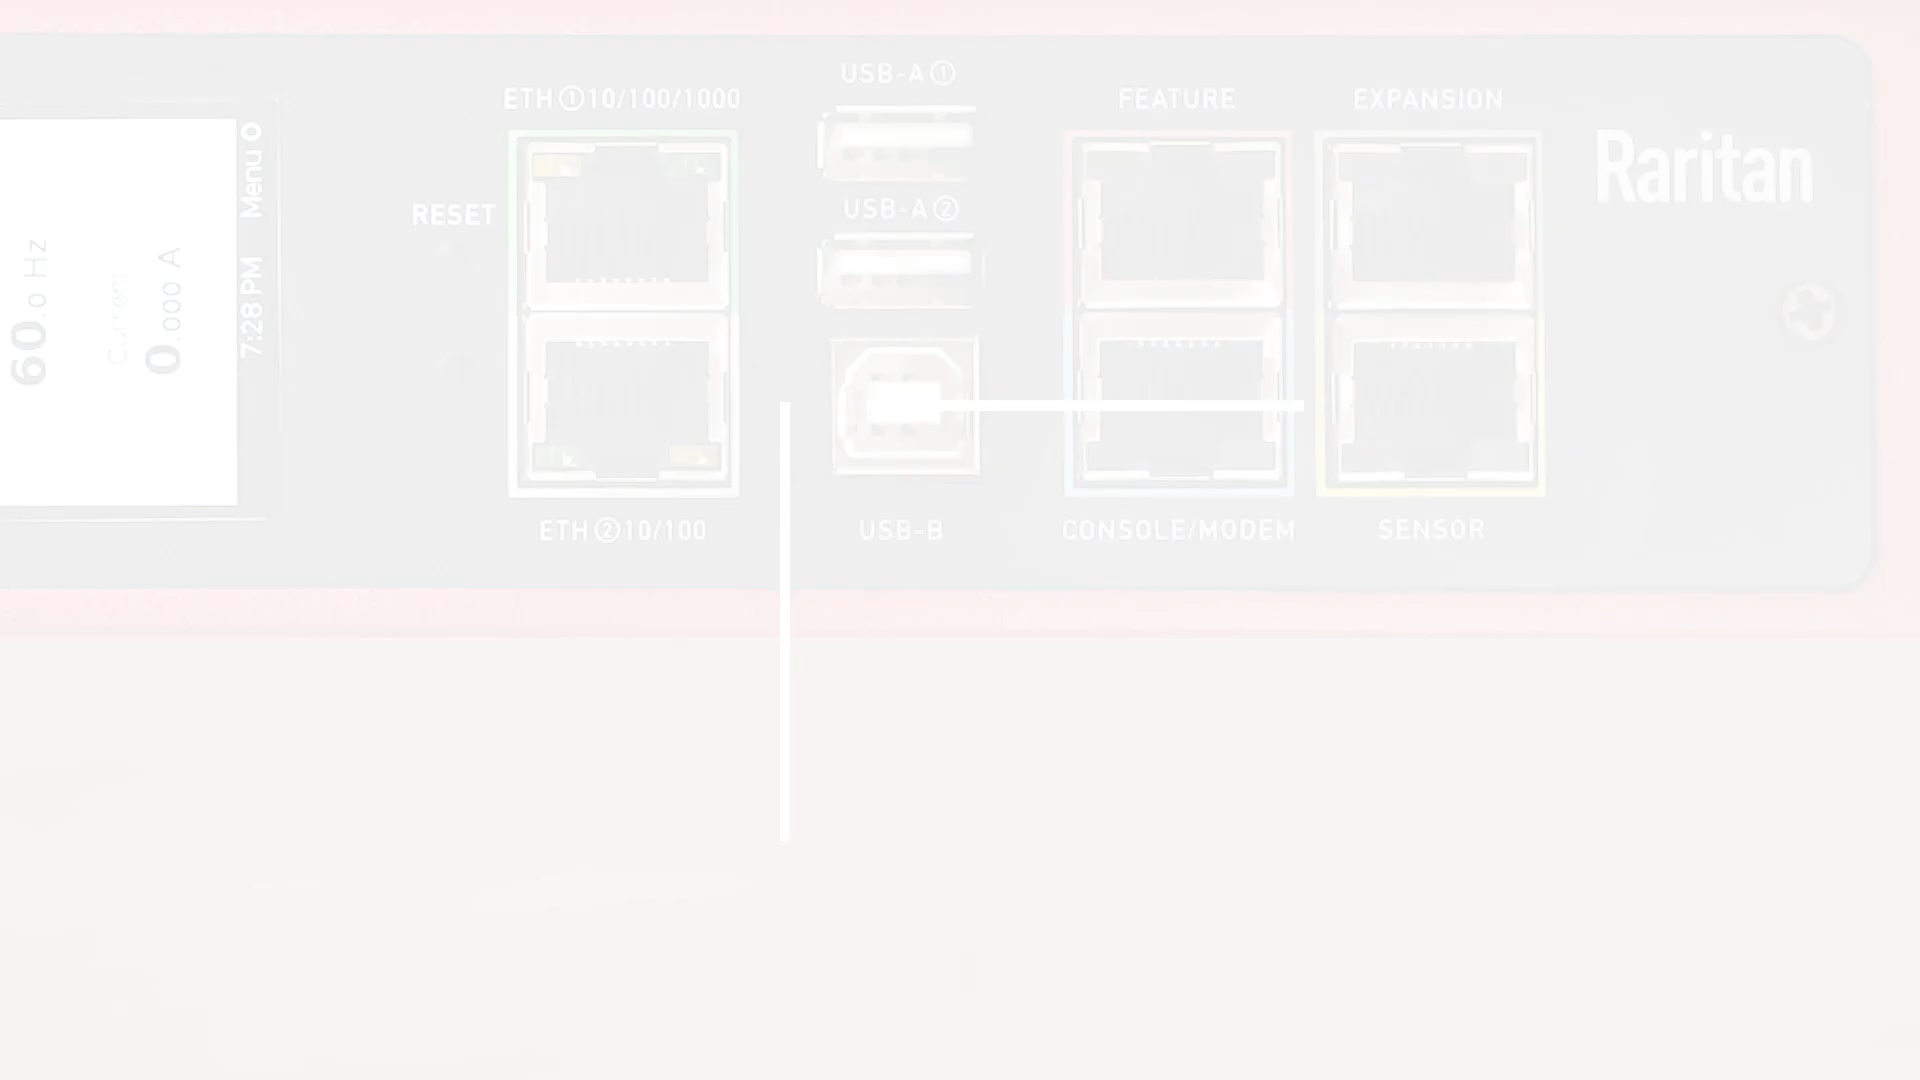 USB-A ①
ETH ① 10/100/1000
FEATURE
EXPANSION
Menu O
Raritan
RESET
USB-A ②
60.0 Hz
Current
0.000 A
7:28 PM
ETH ② 10/100
USB-B
CONSOLE/MODEM
SENSOR